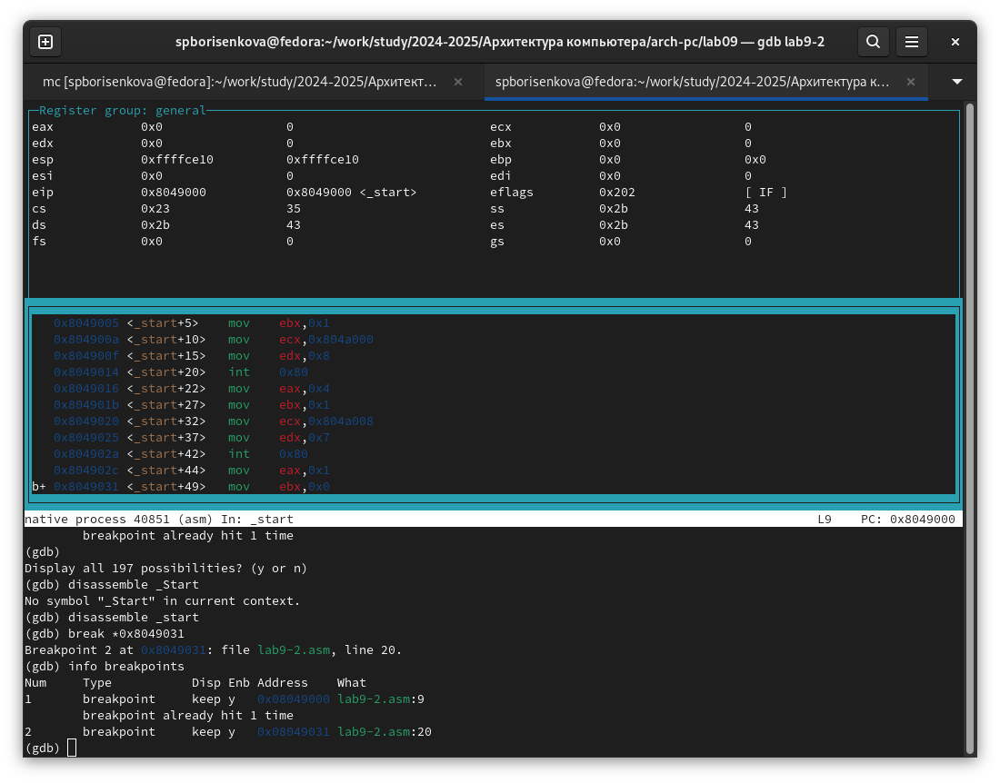 spborisenkova@fedora:~/work/study/2024-2025/Архитектура компьютера/arch-pc/lab09 — gdb lab9-2
mc [spborisenkova@fedora]:~/work/study/2024-2025/Архитект… × spborisenkova@fedora:~/work/study/2024-2025/Архитектура к… ×
Register group: general
eax 0x0 0 ecx 0x0 0
edx 0x0 0 ebx 0x0 0
esp 0xffffce10 0xffffce10 ebp 0x0 0x0
esi 0x0 0 edi 0x0 0
eip 0x8049000 0x8049000 <_start> eflags 0x202 [ IF ]
cs 0x23 35 ss 0x2b 43
ds 0x2b 43 es 0x2b 43
fs 0x0 0 gs 0x0 0
0x8049005 <_start+5> mov ebx,0x1
0x804900a <_start+10> mov ecx,0x804a000
0x804900f <_start+15> mov edx,0x8
0x8049014 <_start+20> int 0x80
0x8049016 <_start+22> mov eax,0x4
0x804901b <_start+27> mov ebx,0x1
0x8049020 <_start+32> mov ecx,0x804a008
0x8049025 <_start+37> mov edx,0x7
0x804902a <_start+42> int 0x80
0x804902c <_start+44> mov eax,0x1
b+ 0x8049031 <_start+49> mov ebx,0x0
native process 40851 (asm) In: _start L9 PC: 0x8049000
breakpoint already hit 1 time
(gdb)
Display all 197 possibilities? (y or n)
(gdb) disassemble _Start
No symbol "_Start" in current context.
(gdb) disassemble _start
(gdb) break *0x8049031
Breakpoint 2 at 0x8049031: file lab9-2.asm, line 20.
(gdb) info breakpoints
Num Type Disp Enb Address What
1 breakpoint keep y 0x08049000 lab9-2.asm:9
breakpoint already hit 1 time
2 breakpoint keep y 0x08049031 lab9-2.asm:20
(gdb)